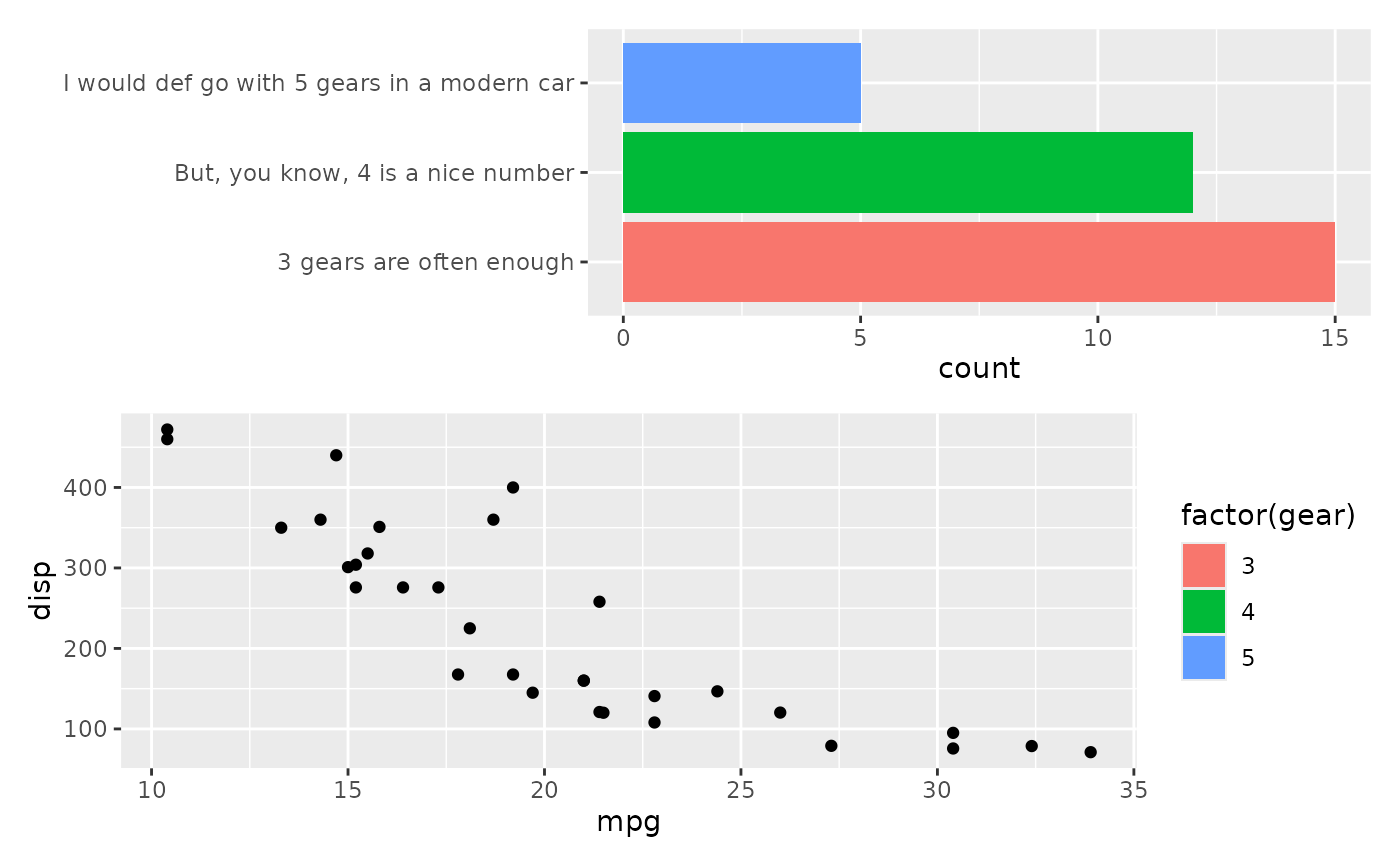 I would def go with 5 gears in a modern car
But, you know, 4 is a nice number
3 gears are often enough
0 5 10 15
count
400
300
200
100
disp
10 15 20 25 30 35
mpg
factor(gear)
3
4
5